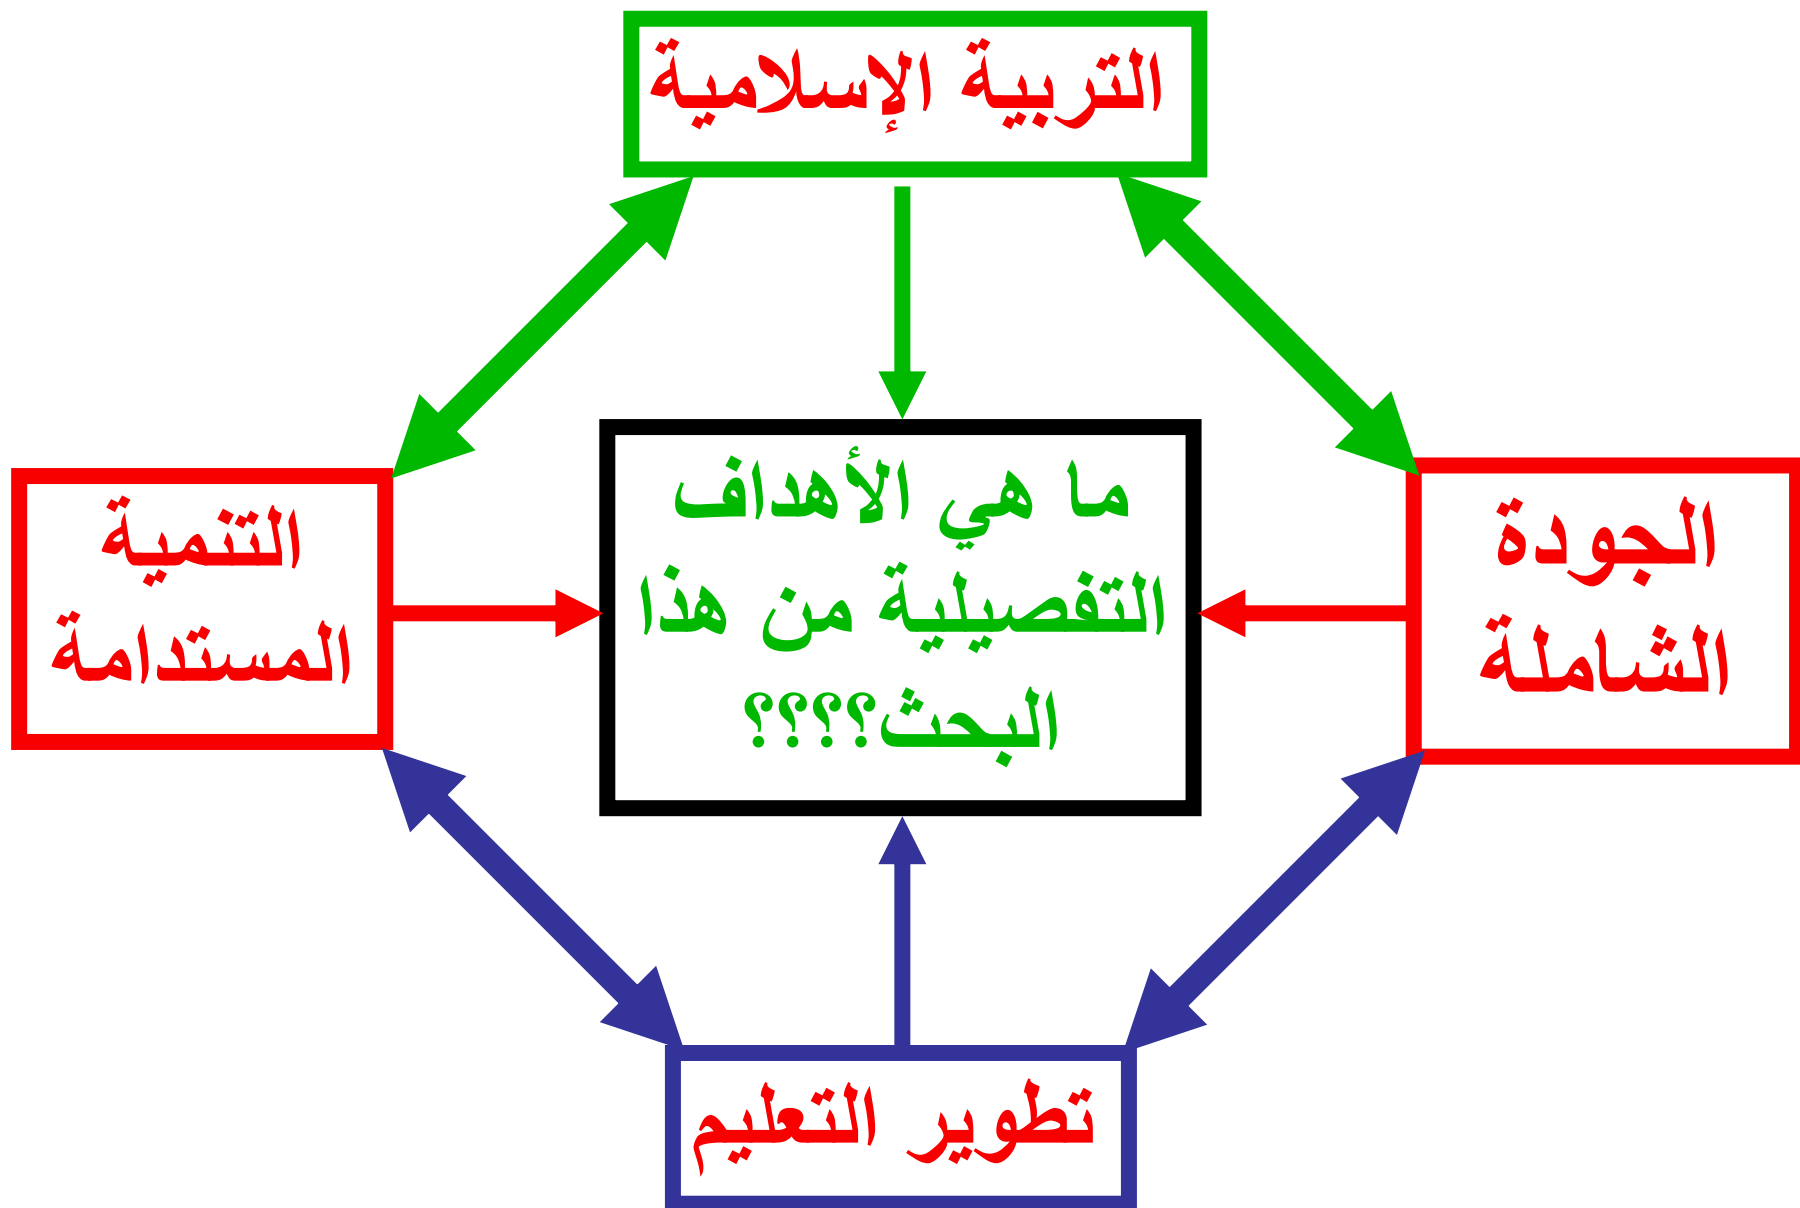 التربية الإسلامية
ما هي الأهداف
التفصيلية من هذا
البحث؟؟؟؟
الجودة
الشاملة
التنمية
المستدامة
تطوير التعليم